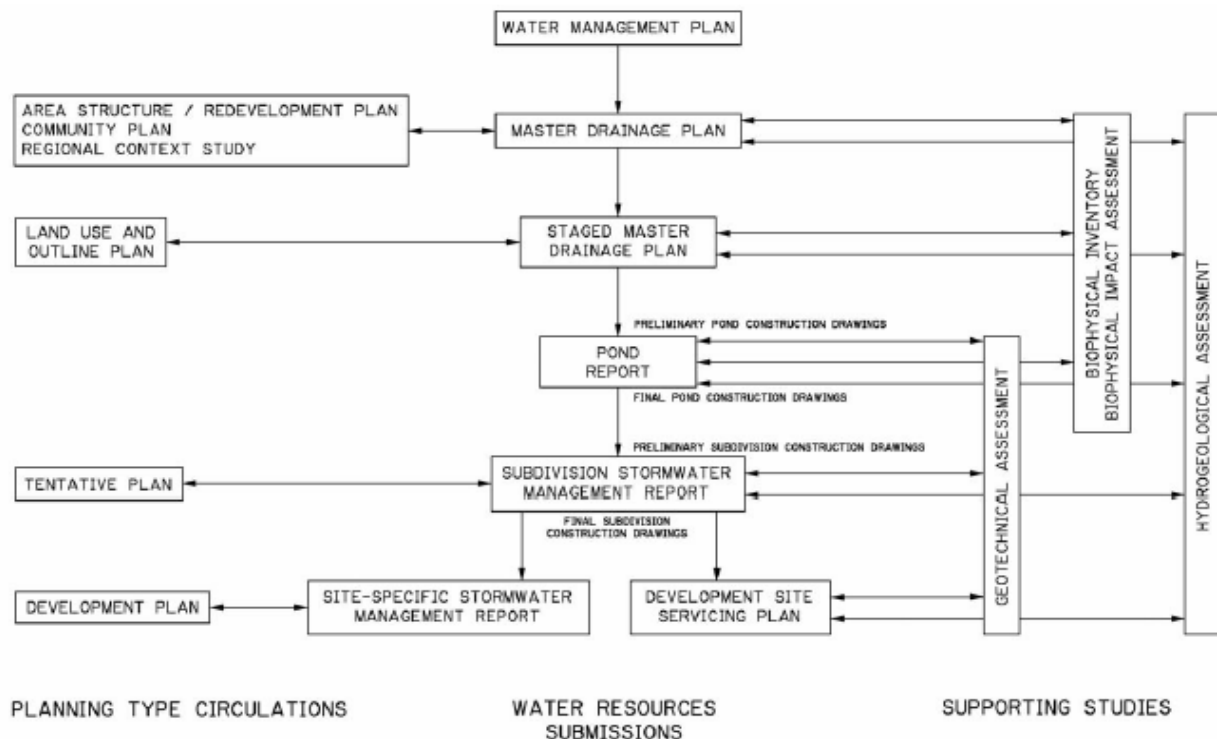 WATER MANAGEMENT PLAN
AREA STRUCTURE / REDEVELOPMENT PLAN
COMMUNITY PLAN
REGIONAL CONTEXT STUDY
MASTER DRAINAGE PLAN
LAND USE AND
OUTLINE PLAN
STAGED MASTER
DRAINAGE PLAN
PRELIMINARY POND CONSTRUCTION DRAWINGS
POND
REPORT
FINAL POND CONSTRUCTION DRAWINGS
PRELIMINARY SUBDIVISION CONSTRUCTION DRAWINGS
TENTATIVE PLAN
SUBDIVISION STORMWATER
MANAGEMENT REPORT
FINAL SUBDIVISION
CONSTRUCTION DRAWINGS
DEVELOPMENT PLAN
SITE-SPECIFIC STORMWATER
MANAGEMENT REPORT
DEVELOPMENT SITE
SERVICING PLAN
GEOTECHNICAL ASSESSMENT
BIOPHYSICAL INVENTORY
BIOPHYSICAL IMPACT ASSESSMENT
HYDROGEOLOGICAL ASSESSMENT
PLANNING TYPE CIRCULATIONS
WATER RESOURCES
SUBMISSIONS
SUPPORTING STUDIES